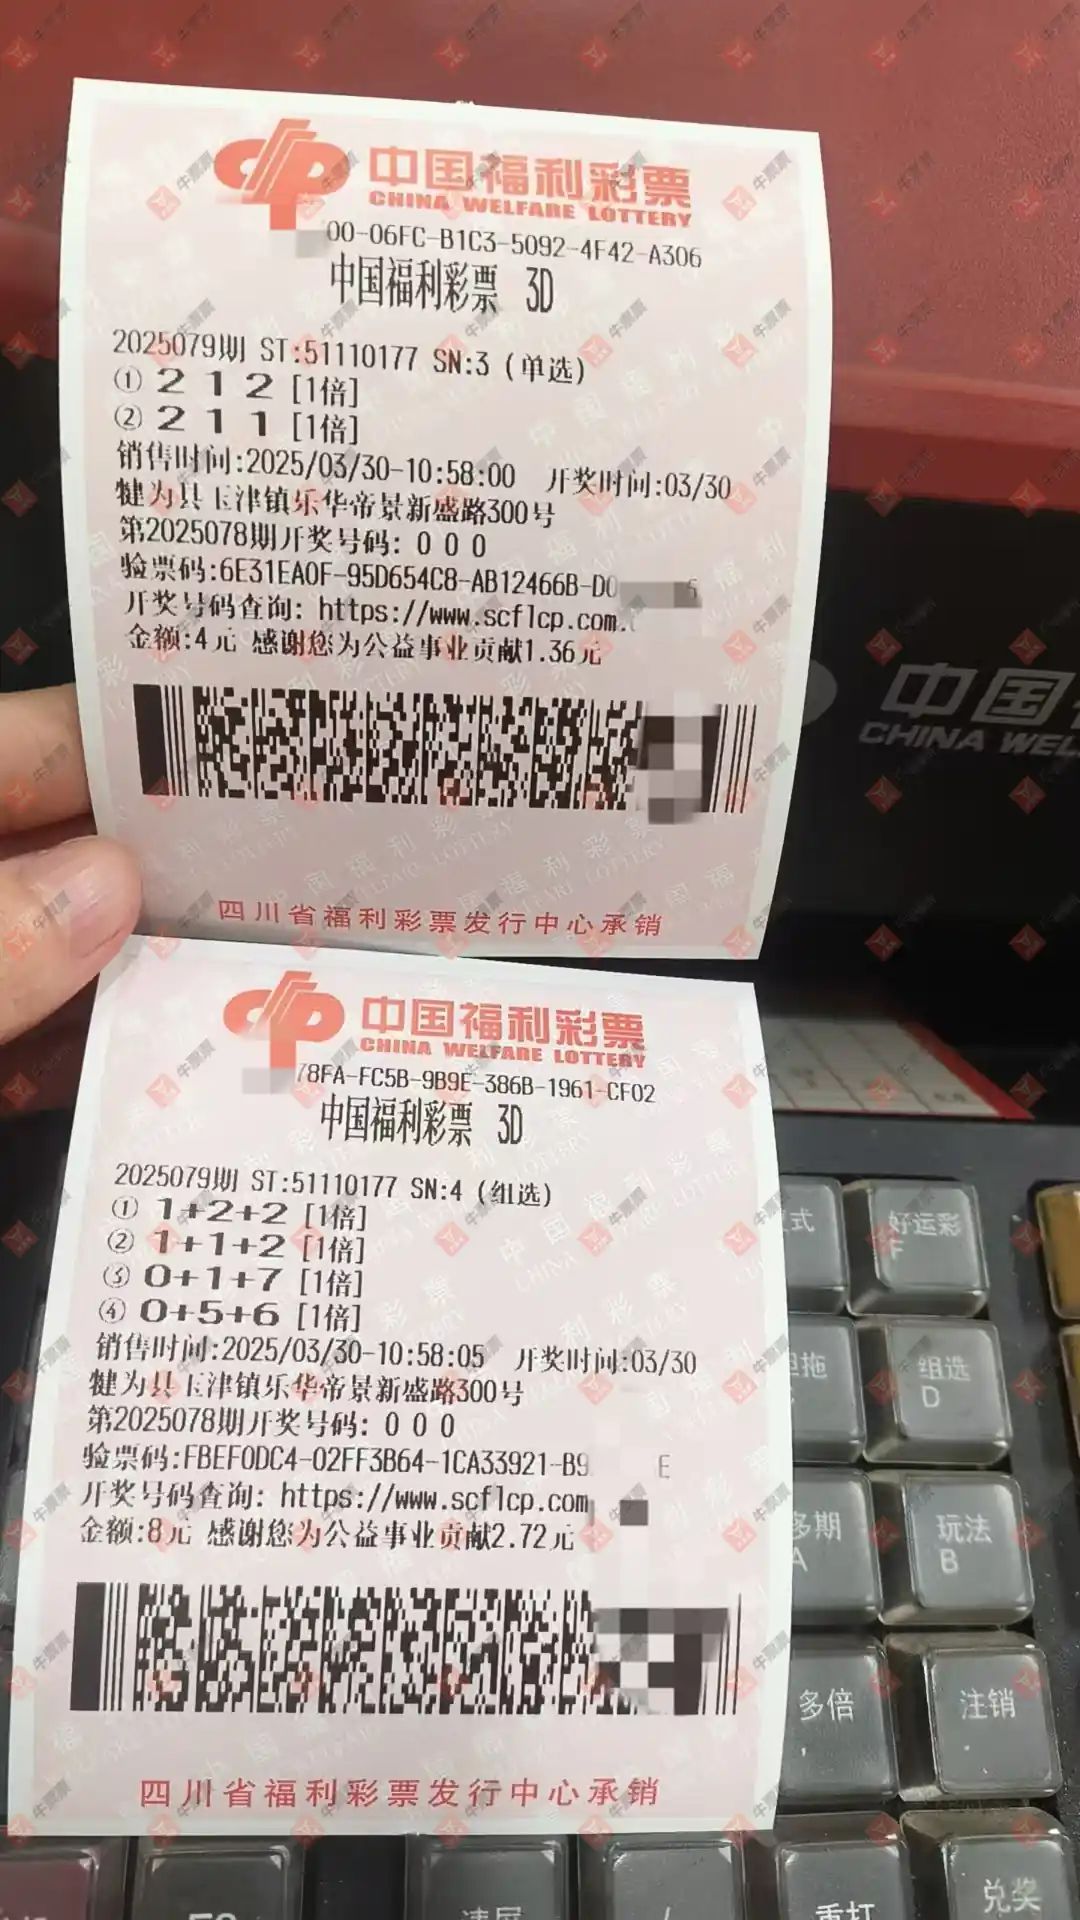 中国福利彩票
CHINA WELFARE LOTTERY
00-06FC-B1C3-5092-4F42-A306
中国福利彩票 3D
2025079期 ST:51110177 SN:3 (单选)
① 2 1 2 [1倍]
② 2 1 1 [1倍]
销售时间:2025/03/30-10:58:00 开奖时间:03/30
犍为县玉津镇乐华帝景新盛路300号
第2025078期开奖号码: 0 0 0
验票码:6E31EA0F-95D654C8-AB12466B-D0
开奖号码查询: https://www.scflcp.com.
金额:4元 感谢您为公益事业贡献1.36元
四川省福利彩票发行中心承销
中国福利彩票
CHINA WELFARE LOTTERY
78FA-FC5B-9B9E-386B-1961-CF02
中国福利彩票 3D
2025079期 ST:51110177 SN:4 (组选)
① 1+2+2 [1倍]
② 1+1+2 [1倍]
③ 0+1+7 [1倍]
④ 0+5+6 [1倍]
销售时间:2025/03/30-10:58:05 开奖时间:03/30
犍为县玉津镇乐华帝景新盛路300号
第2025078期开奖号码: 0 0 0
验票码:FBEF0DC4-02FF3B64-1CA33921-B9 E
开奖号码查询: https://www.scflcp.com
金额:8元 感谢您为公益事业贡献2.72元
四川省福利彩票发行中心承销
中国
CHINA WEL
式
好运彩
F
胆拖
组选
D
多期
A
玩法
B
多倍
注销
兑奖
重打
牛票票